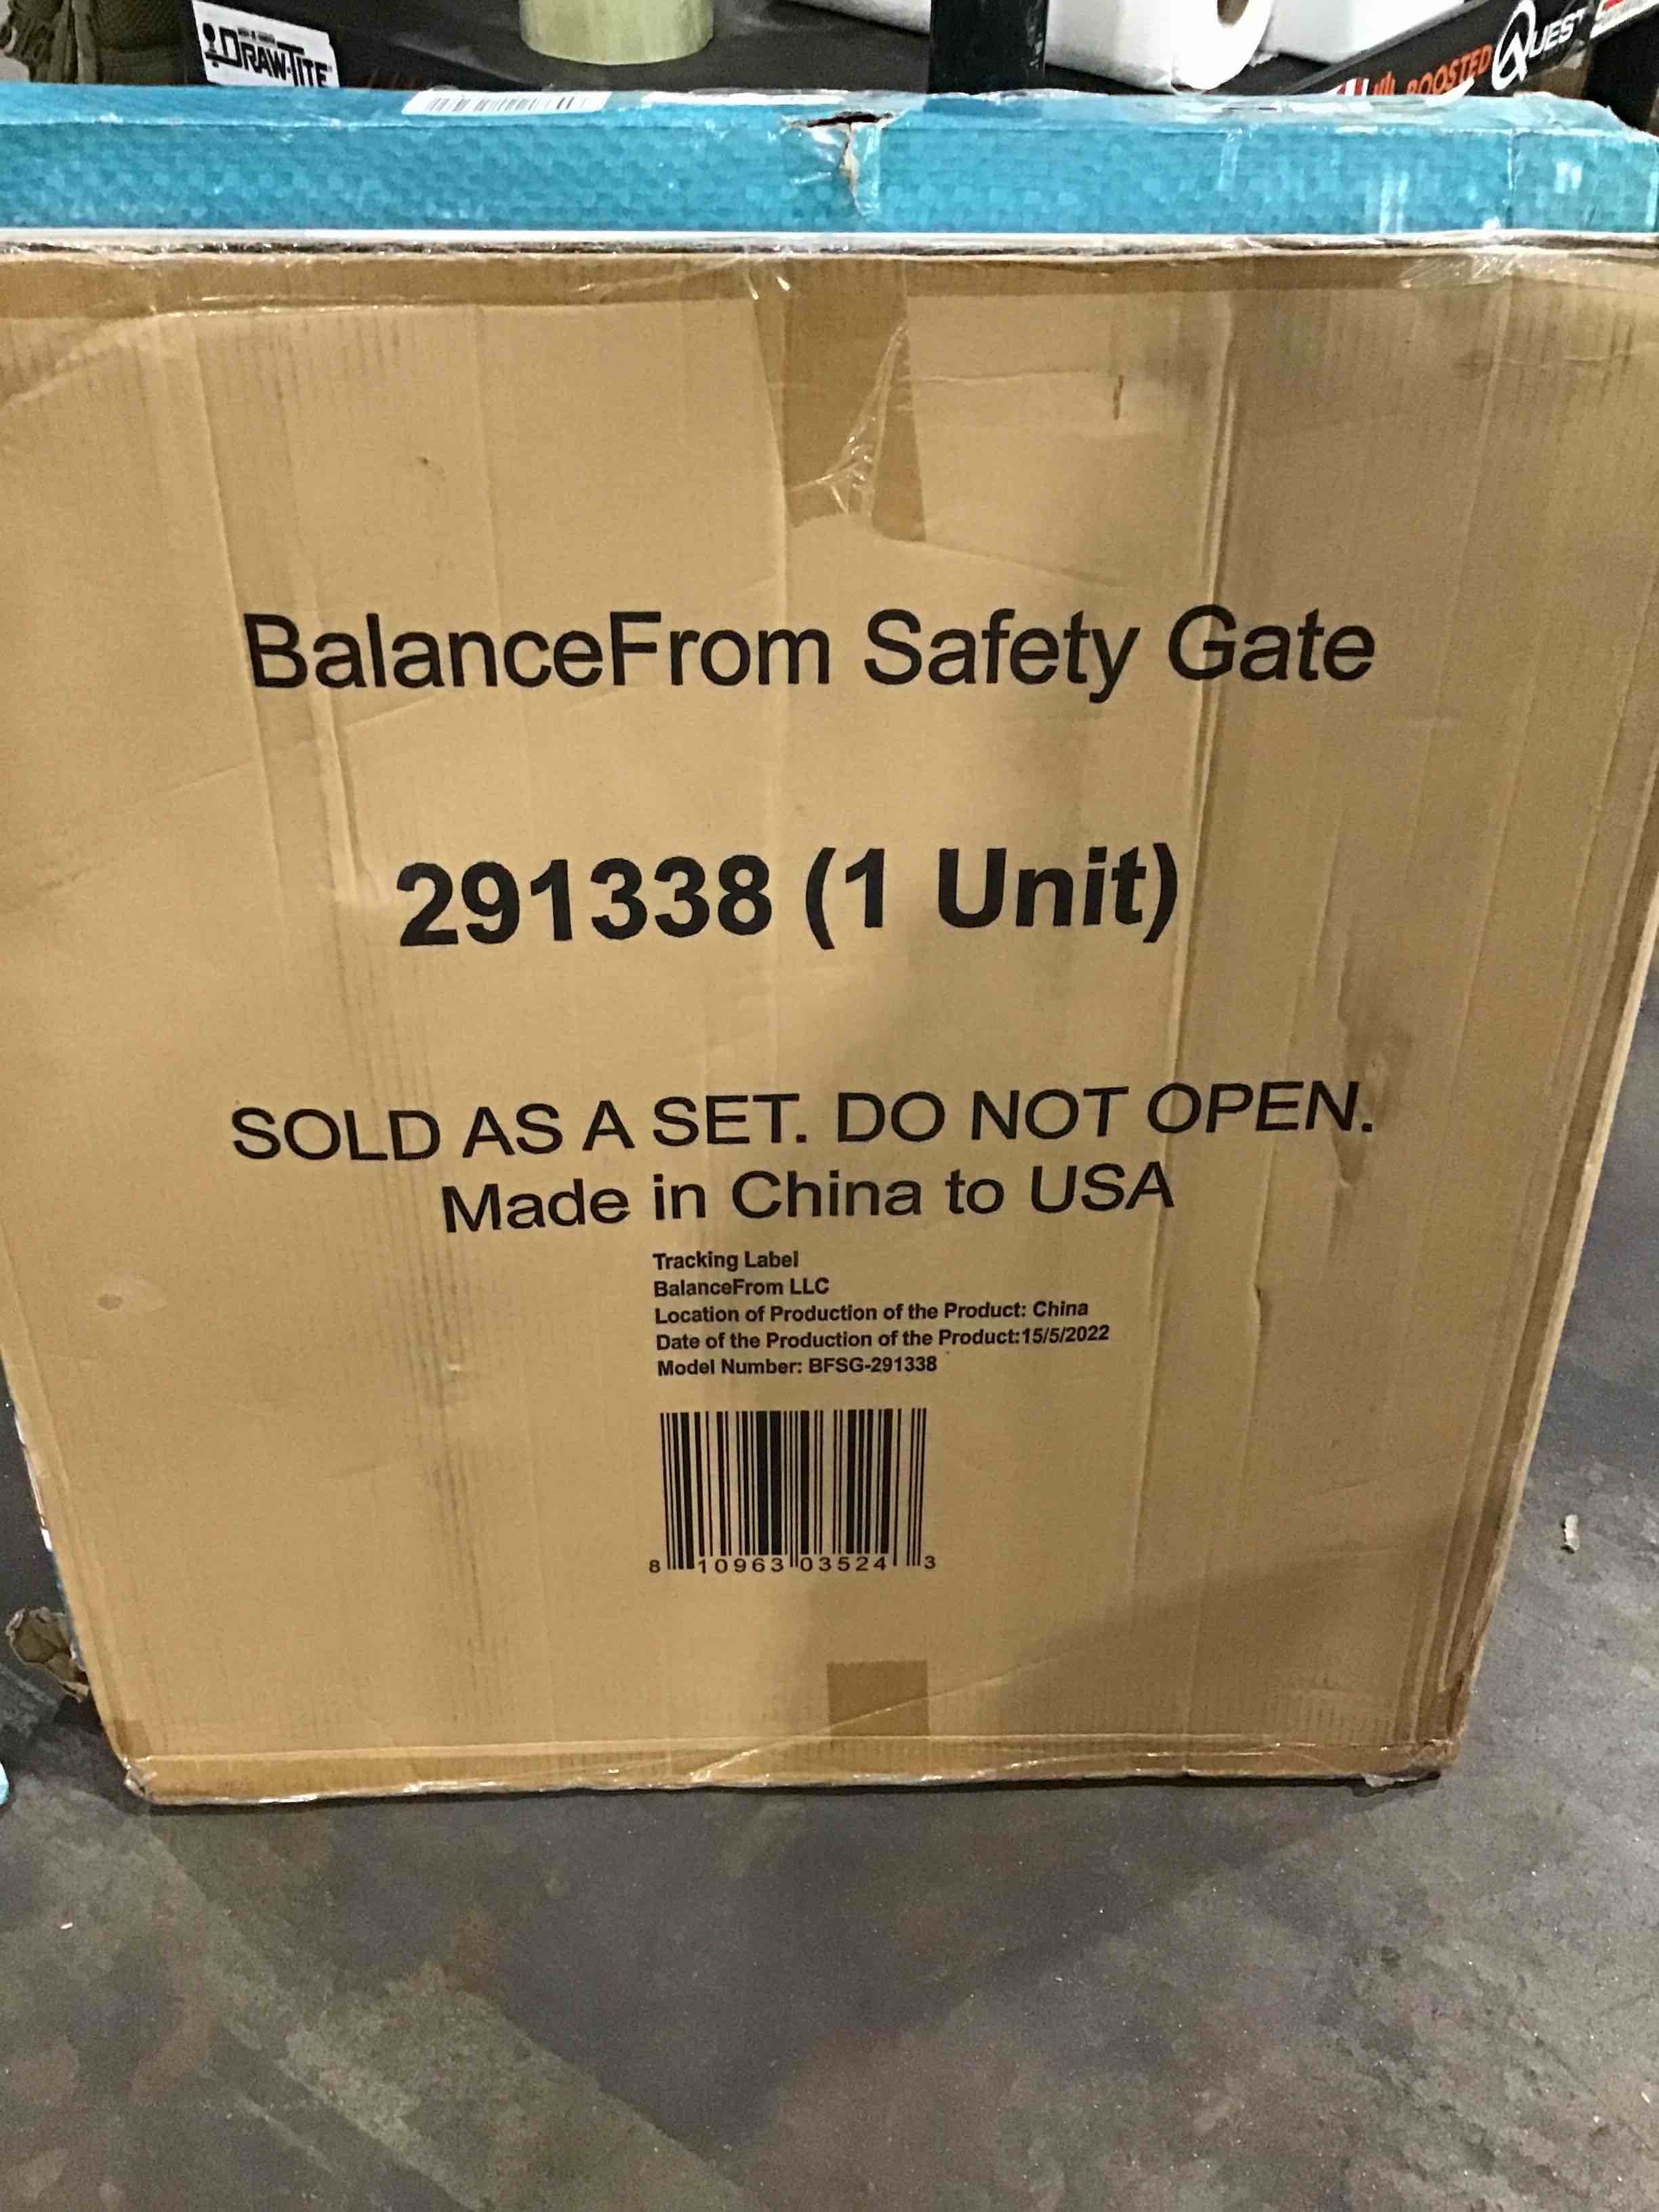 DRAW-TITE
BOOSTED QUEST
BalanceFrom Safety Gate
291338 (1 Unit)
SOLD AS A SET. DO NOT OPEN.
Made in China to USA
Tracking Label
BalanceFrom LLC
Location of Production of the Product: China
Date of the Production of the Product:15/5/2022
Model Number: BFSG-291338
8 10963 03524 3